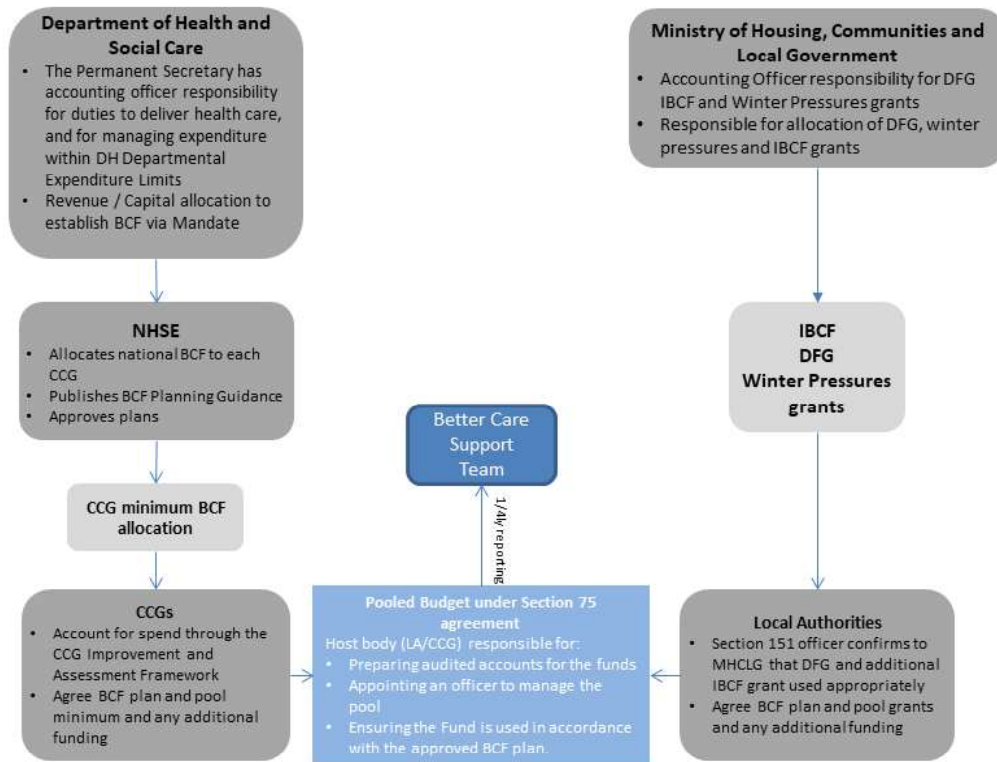 Department of Health and
Social Care
• The Permanent Secretary has
accounting officer responsibility
for duties to deliver health care,
and for managing expenditure
within DH Departmental
Expenditure Limits
• Revenue / Capital allocation to
establish BCF via Mandate
Ministry of Housing, Communities and
Local Government
• Accounting Officer responsibility for DFG
IBCF and Winter Pressures grants
• Responsible for allocation of DFG, winter
pressures and IBCF grants
NHSE
• Allocates national BCF to each
CCG
• Publishes BCF Planning Guidance
• Approves plans
IBCF
DFG
Winter Pressures
grants
Better Care
Support
Team
CCG minimum BCF
allocation
1/4ly reporting
CCGs
• Account for spend through the
CCG Improvement and
Assessment Framework
• Agree BCF plan and pool
minimum and any additional
funding
Pooled Budget under Section 75
agreement
Host body (LA/CCG) responsible for:
• Preparing audited accounts for the funds
• Appointing an officer to manage the
pool
• Ensuring the Fund is used in accordance
with the approved BCF plan.
Local Authorities
• Section 151 officer confirms to
MHCLG that DFG and additional
IBCF grant used appropriately
• Agree BCF plan and pool grants
and any additional funding